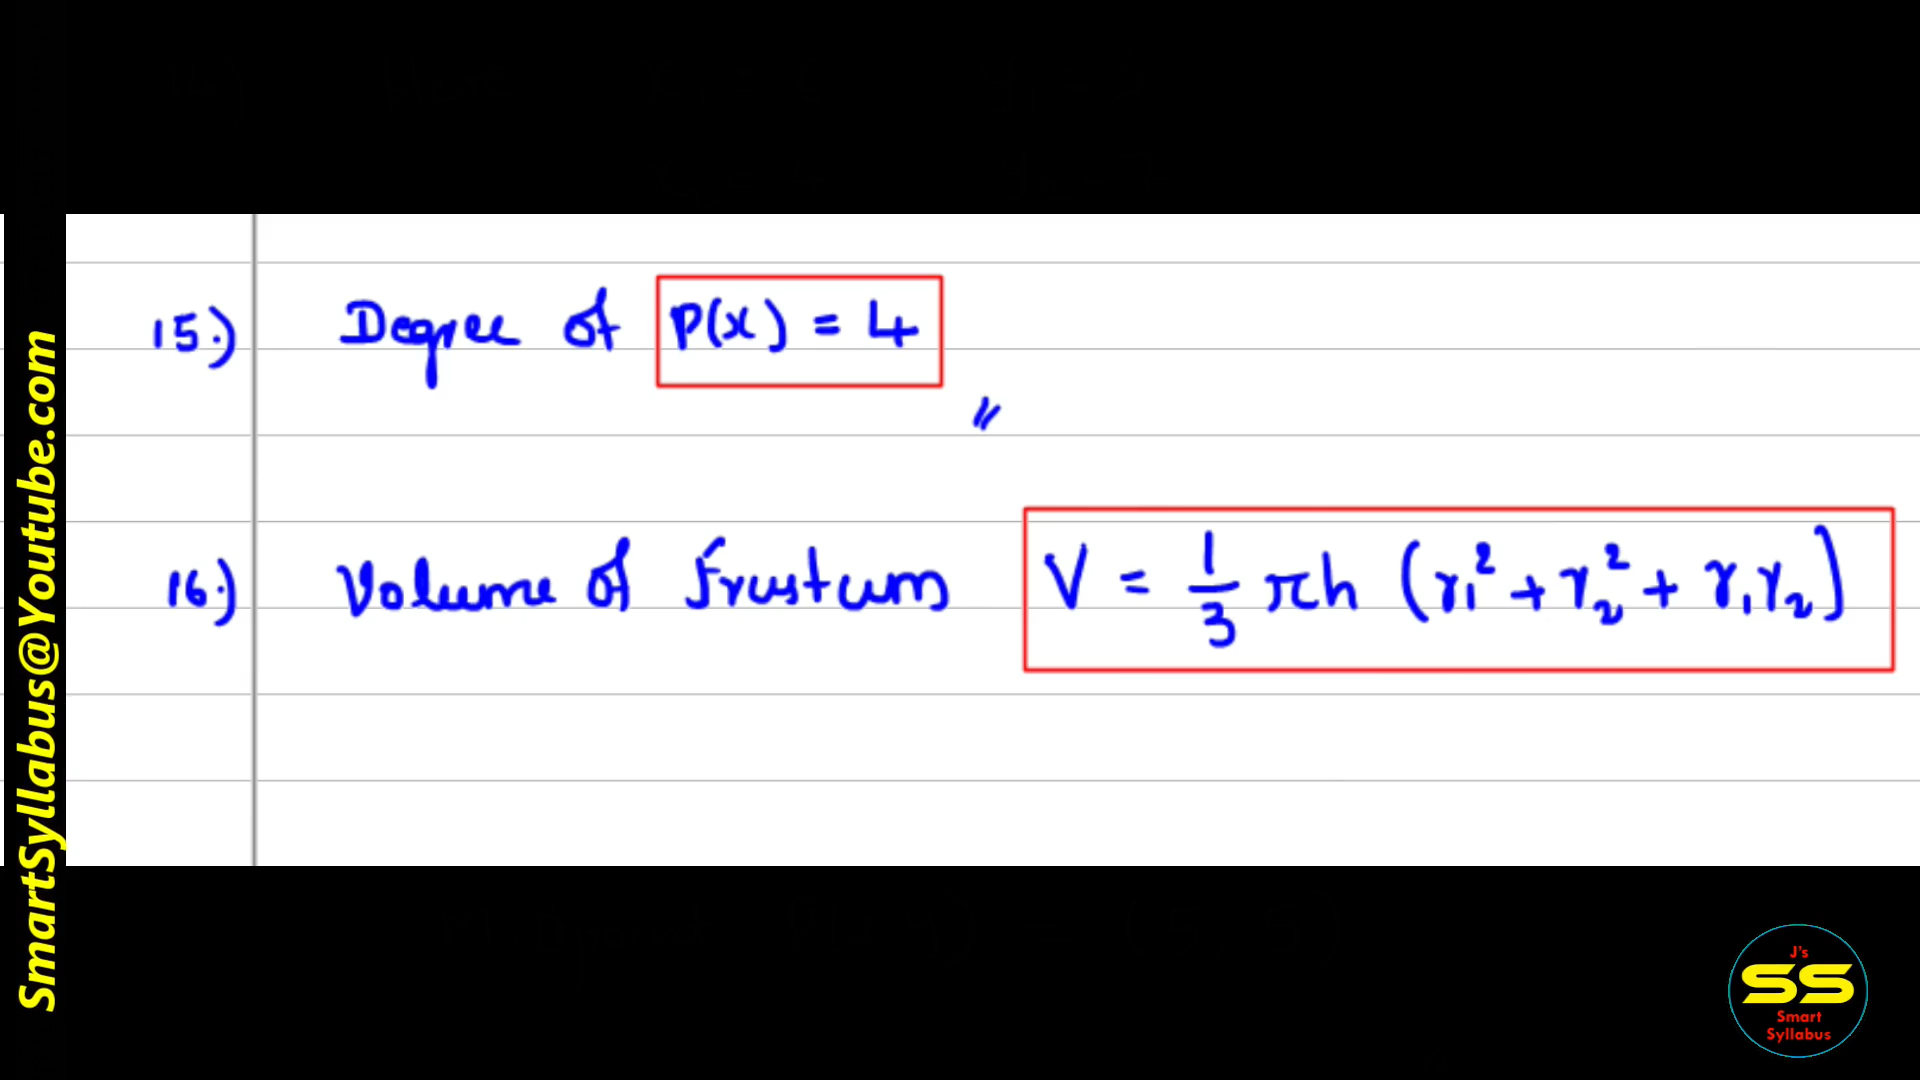 SmartSyllabus@Youtube.com
15.) Degree of P(x) = 4
16.) Volume of frustum V = 1/3 πh (r₁² + r₂² + r₁r₂)
J's
SS
Smart
Syllabus